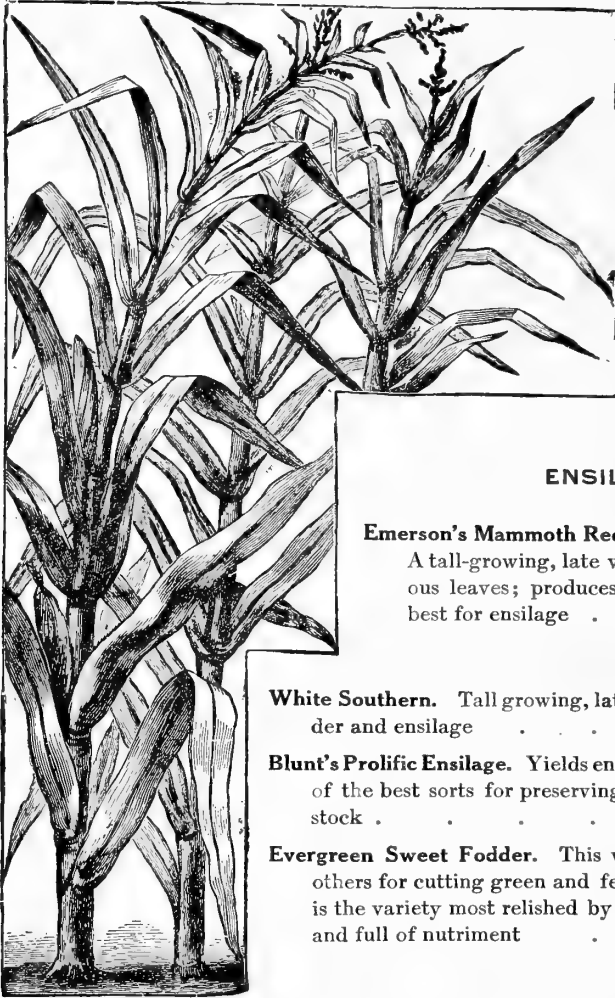 ENSIL
Emerson's Mammoth Red
A tall-growing, late v
ous leaves; produces
best for ensilage .
White Southern. Tall growing, lat
der and ensilage . . .
Blunt's Prolific Ensilage. Yields en
of the best sorts for preserving
stock . . . .
Evergreen Sweet Fodder. This v
others for cutting green and fe
is the variety most relished by
and full of nutriment .